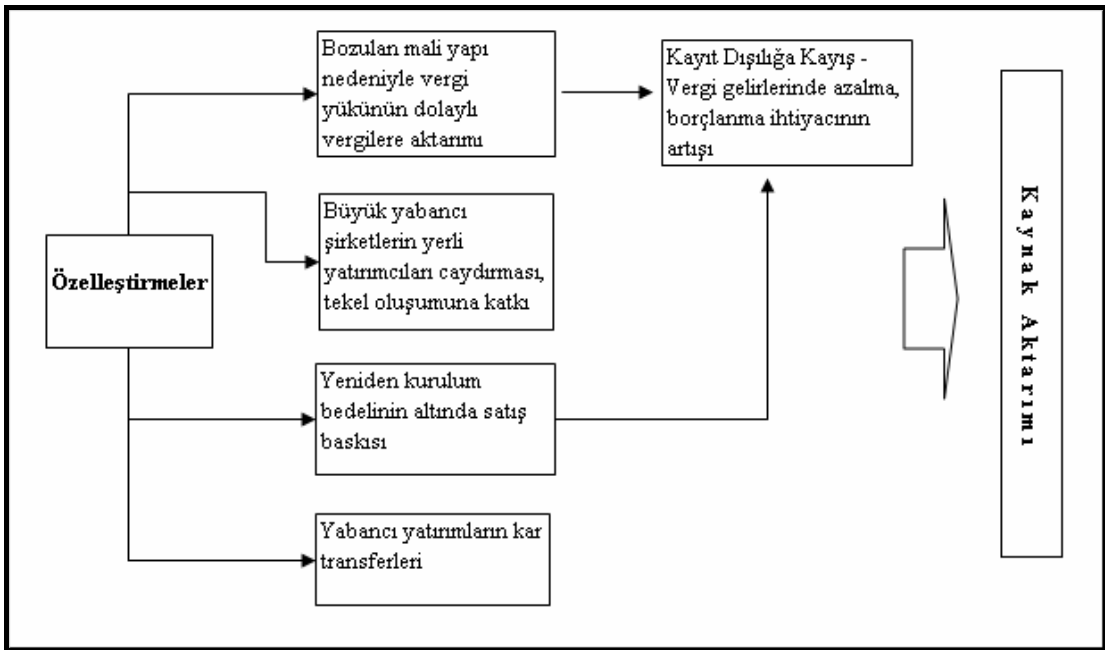 Özelleştirmeler
Bozulan mali yapı
nedeniyle vergi
yükünün dolaylı
vergilere aktarımı
Kayıt Dışılığa Kayış -
Vergi gelirlerinde azalma,
borçlanma ihtiyacının
artışı
Büyük yabancı
şirketlerin yerli
yatırımcıları caydırması,
tekel oluşumuna katkı
Yeniden kurulum
bedelinin altında satış
baskısı
Yabancı yatırımların kar
transferleri
Kaynak Aktarımı